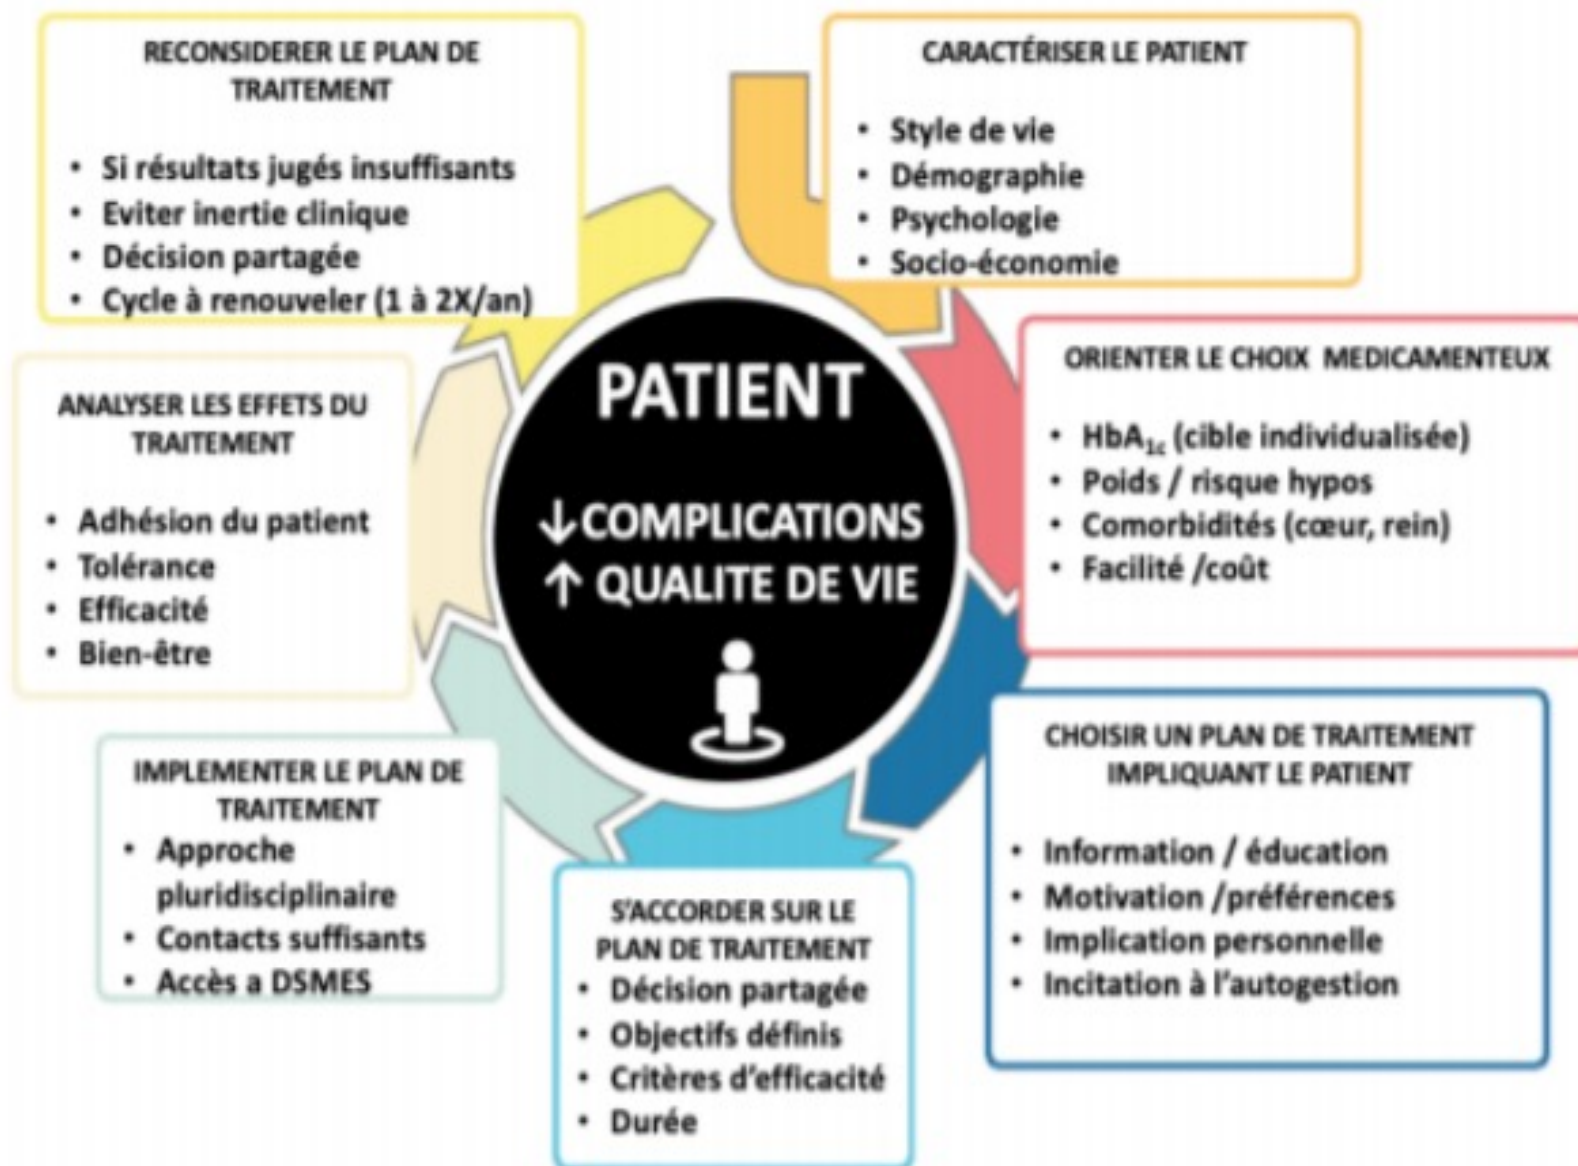 RECONSIDERER LE PLAN DE
TRAITEMENT
• Si résultats jugés insuffisants
• Eviter inertie clinique
• Décision partagée
• Cycle à renouveler (1 à 2X/an)
CARACTÉRISER LE PATIENT
• Style de vie
• Démographie
• Psychologie
• Socio-économie
ORIENTER LE CHOIX MEDICAMENTEUX
• HbA1c (cible individualisée)
• Poids / risque hypos
• Comorbidités (cœur, rein)
• Facilité /coût
CHOISIR UN PLAN DE TRAITEMENT
IMPLIQUANT LE PATIENT
• Information / éducation
• Motivation /préférences
• Implication personnelle
• Incitation à l'autogestion
S'ACCORDER SUR LE
PLAN DE TRAITEMENT
• Décision partagée
• Objectifs définis
• Critères d'efficacité
• Durée
IMPLEMENTER LE PLAN DE
TRAITEMENT
• Approche
pluridisciplinaire
• Contacts suffisants
• Accès a DSMES
ANALYSER LES EFFETS DU
TRAITEMENT
• Adhésion du patient
• Tolérance
• Efficacité
• Bien-être
PATIENT
↓COMPLICATIONS
↑ QUALITE DE VIE